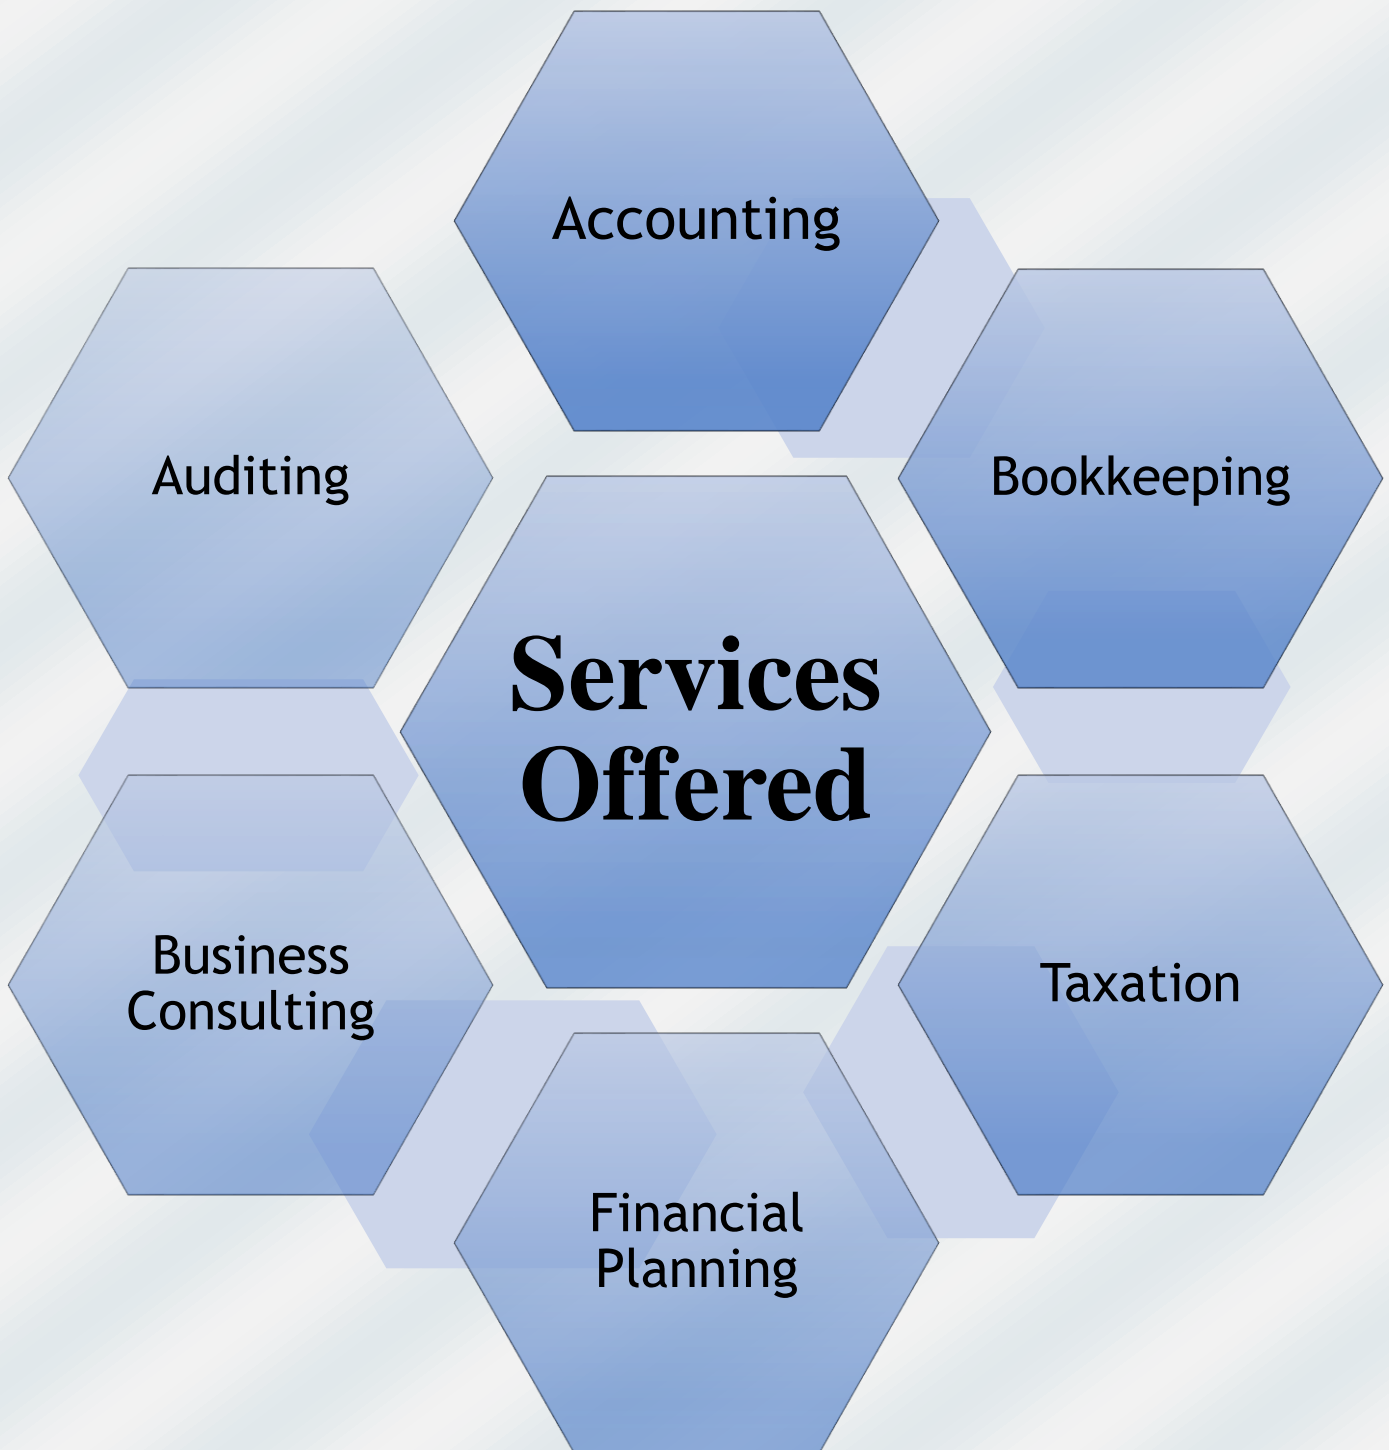 Accounting
Auditing
Bookkeeping
Services
Offered
Business
Consulting
Taxation
Financial
Planning